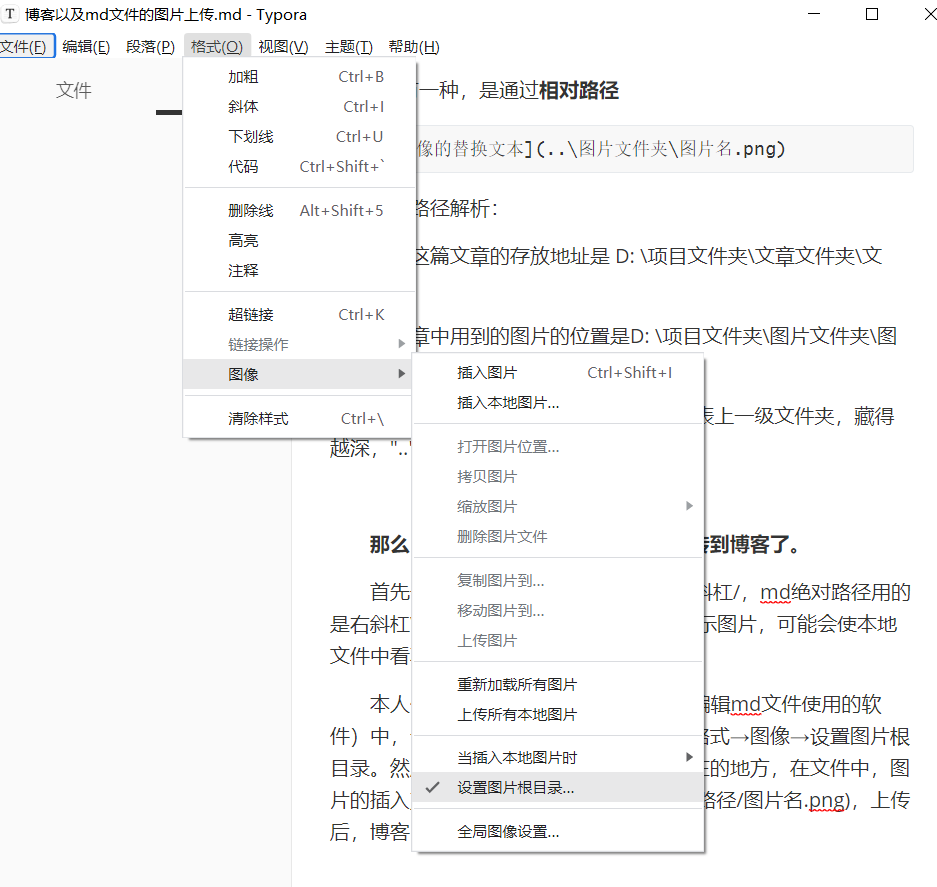 T 博客以及md文件的图片上传.md - Typora
文件(F) 编辑(E) 段落(P) 格式(O) 视图(V) 主题(T) 帮助(H)
文件
加粗 Ctrl+B
斜体 Ctrl+I
下划线 Ctrl+U
代码 Ctrl+Shift+`
删除线 Alt+Shift+5
高亮
注释
超链接 Ctrl+K
链接操作
图像
清除样式 Ctrl+\
插入图片 Ctrl+Shift+I
插入本地图片...
打开图片位置...
拷贝图片
缩放图片
删除图片文件
复制图片到...
移动图片到...
上传图片
重新加载所有图片
上传所有本地图片
当插入本地图片时
设置图片根目录...
全局图像设置...
一种，是通过相对路径
像的替换文本](..\图片文件夹\图片名.png)
路径解析：
这篇文章的存放地址是 D: \项目文件夹\文章文件夹\文
章中用到的图片的位置是D: \项目文件夹\图片文件夹\图
表上一级文件夹，藏得
越深，".."
那么 到博客了。
首先 斜杠/，md绝对路径用的
是右斜杠 示图片，可能会使本地
文件中看
本人 编辑md文件使用的软
件）中， 格式→图像→设置图片根
目录。然 在的地方，在文件中，图
片的插入 路径/图片名.png)，上传
后，博客